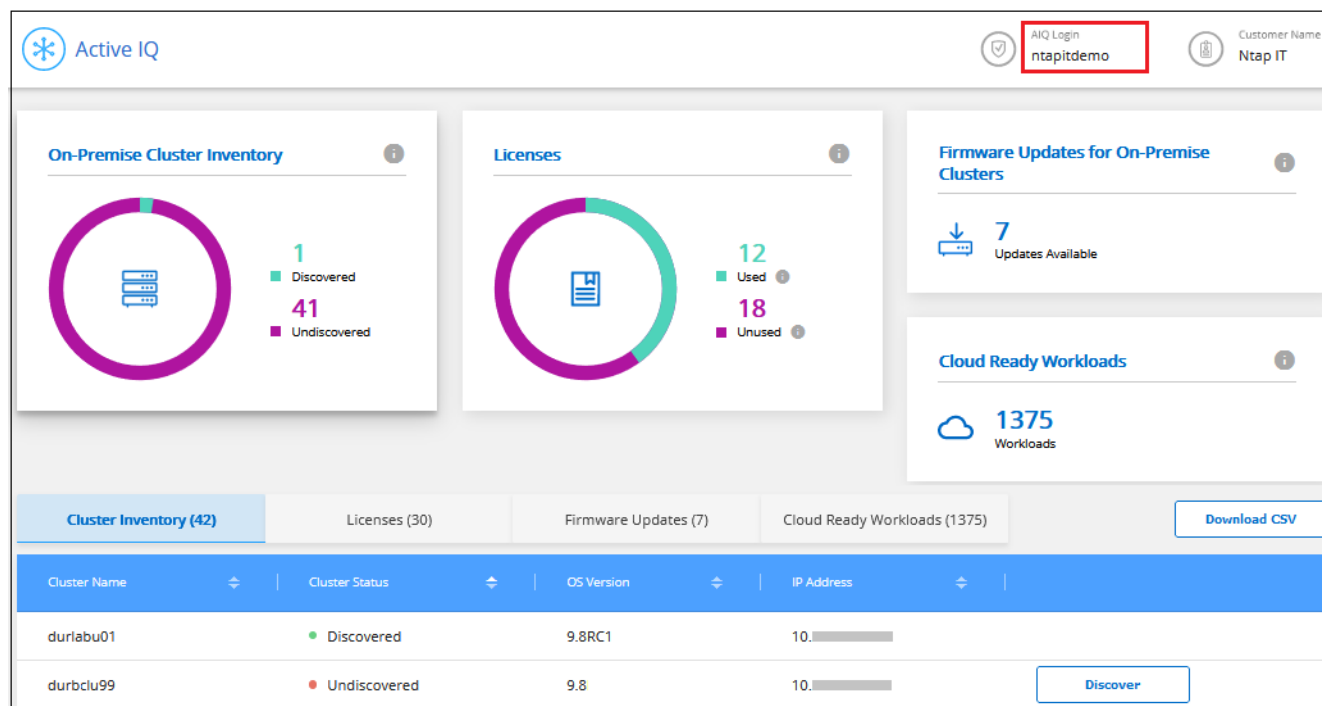 Active IQ
AIQ Login
ntapitdemo
Customer Name
Ntap IT
On-Premise Cluster Inventory
1
Discovered
41
Undiscovered
Licenses
12
Used
18
Unused
Firmware Updates for On-Premise
Clusters
7
Updates Available
Cloud Ready Workloads
1375
Workloads
Cluster Inventory (42)
Licenses (30)
Firmware Updates (7)
Cloud Ready Workloads (1375)
Download CSV
Cluster Name
Cluster Status
OS Version
IP Address
durlabu01
Discovered
9.8RC1
10.
durbclu99
Undiscovered
9.8
10.
Discover